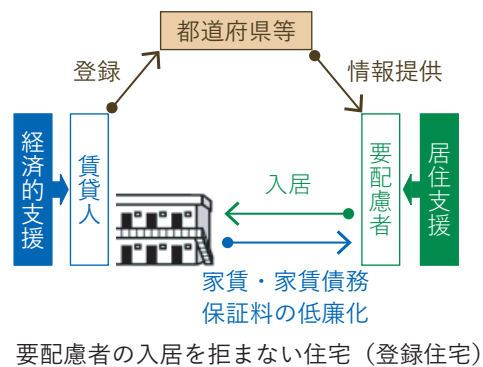 都道府県等
登録
情報提供
経済的支援
賃貸人
要配慮者
居住支援
入居
家賃・家賃債務
保証料の低廉化
要配慮者の入居を拒まない住宅（登録住宅）